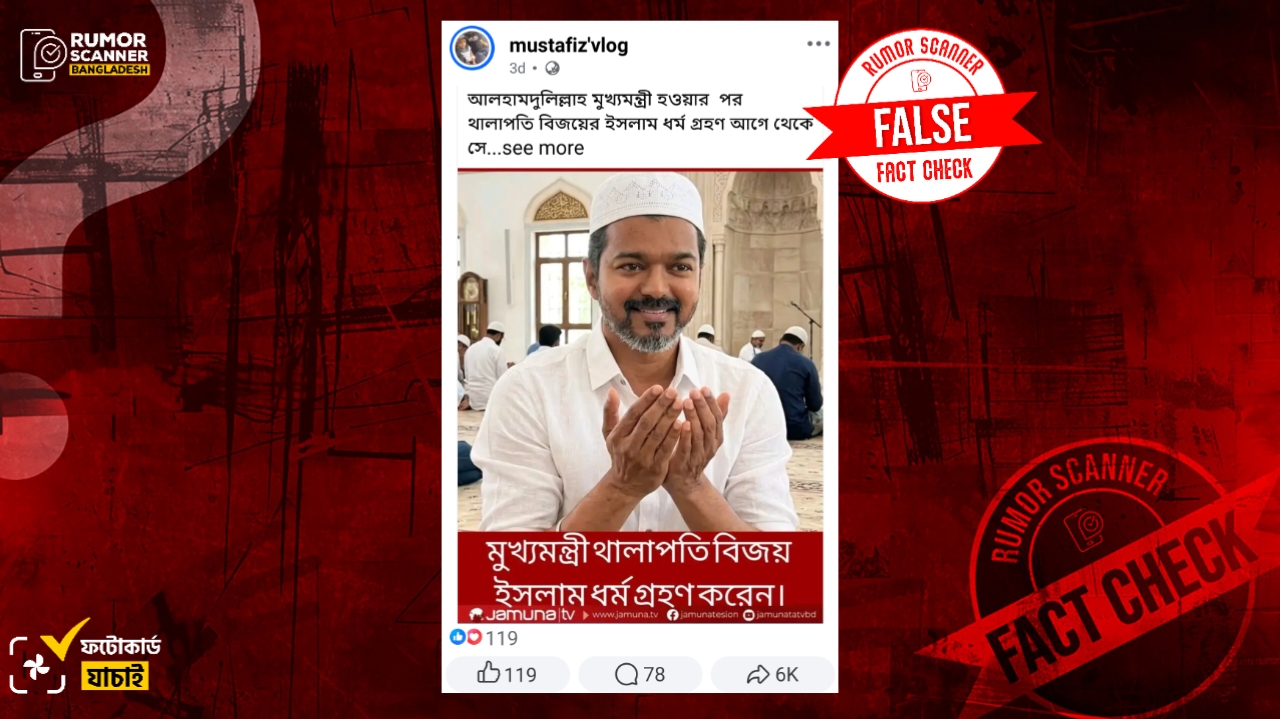 RUMOR
SCANNER
BANGLADESH
mustafiz'vlog
3d
আলহামদুলিল্লাহ মুখ্যমন্ত্রী হওয়ার পর
থালাপতি বিজয়ের ইসলাম ধর্ম গ্রহণ আগে থেকে
সে...see more
RUMOR SCANNER
FALSE
FACT CHECK
মুখ্যমন্ত্রী থালাপতি বিজয়
ইসলাম ধর্ম গ্রহণ করেন।
Jamuna|tv www.jamuna.tv jamunatesion jamunatatvbd
119
119 78 6K
ফটোকার্ড
যাচাই
RUMOR SCANNER
FACT CHECK